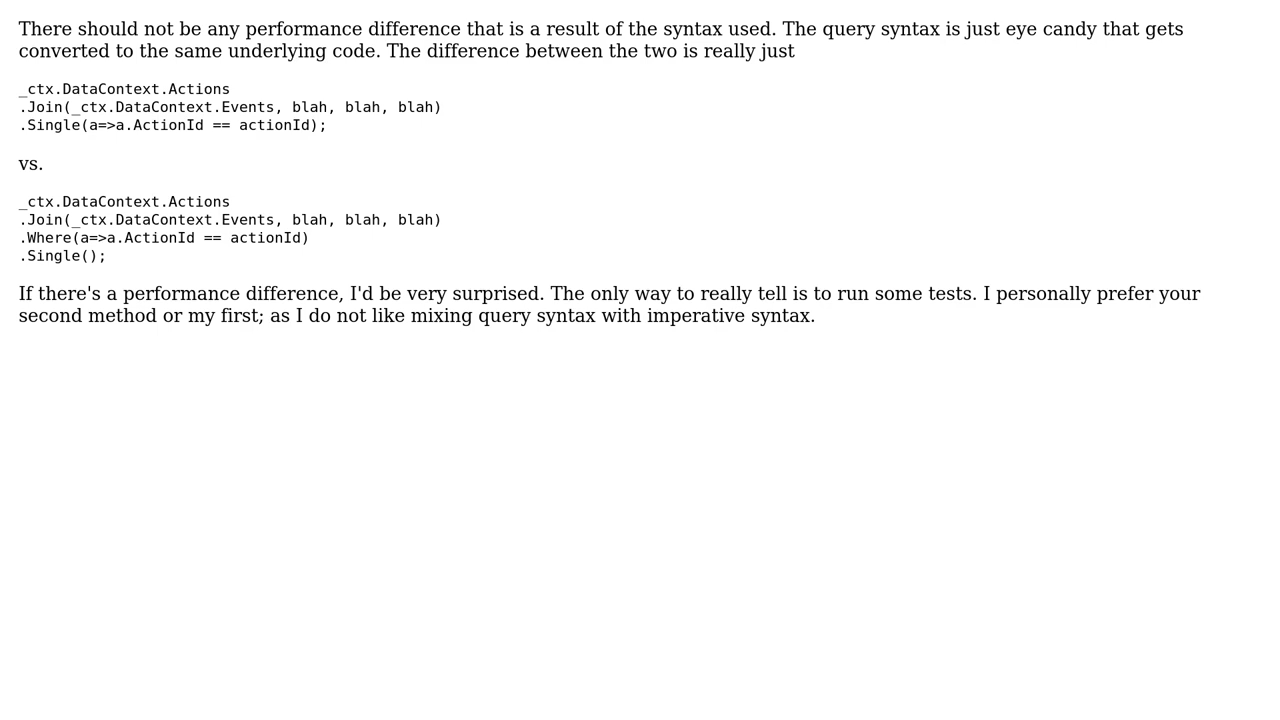 There should not be any performance difference that is a result of the syntax used. The query syntax is just eye candy that gets
converted to the same underlying code. The difference between the two is really just
_ctx.DataContext.Actions
.Join(_ctx.DataContext.Events, blah, blah, blah)
.Single(a=>a.ActionId == actionId);
vs.
_ctx.DataContext.Actions
.Join(_ctx.DataContext.Events, blah, blah, blah)
.Where(a=>a.ActionId == actionId)
.Single();
If there's a performance difference, I'd be very surprised. The only way to really tell is to run some tests. I personally prefer your
second method or my first; as I do not like mixing query syntax with imperative syntax.